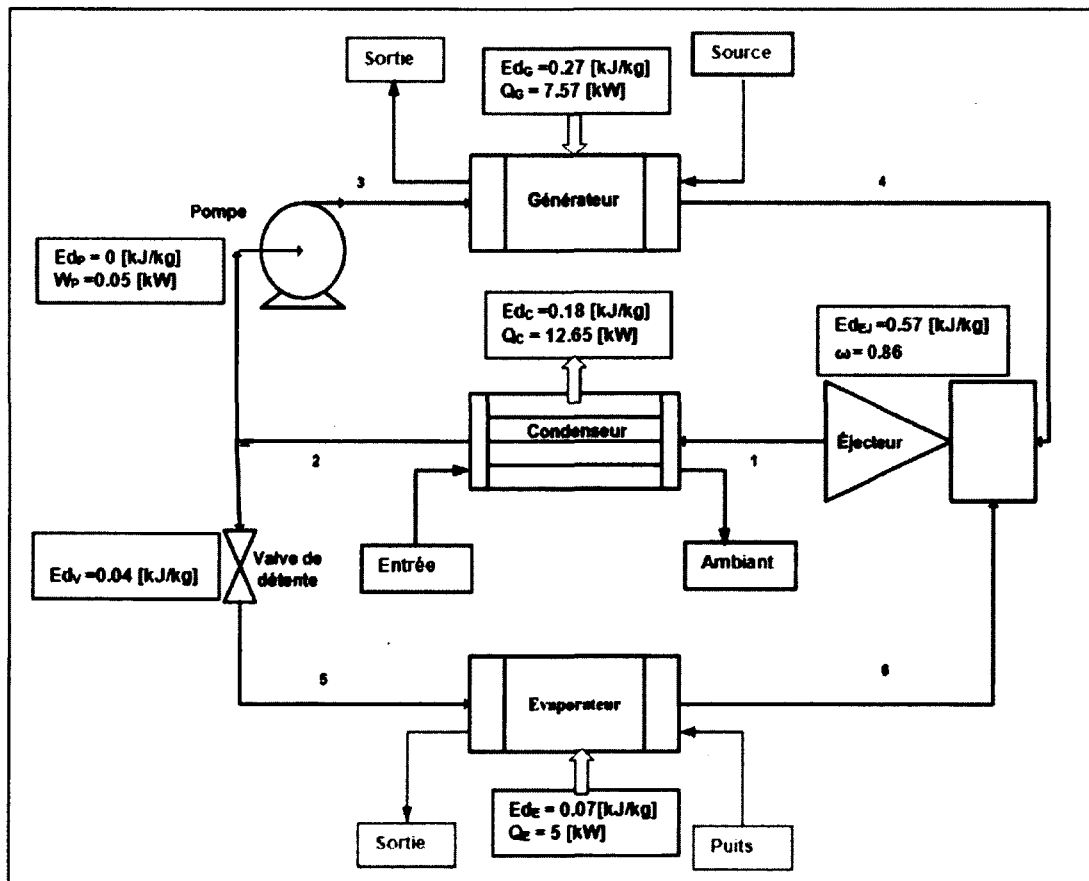 Sortie
Ed_G =0.27 [kJ/kg]
Q_G = 7.57 [kW]
Source
3
4
Générateur
Pompe
Ed_P = 0 [kJ/kg]
W_P =0.05 [kW]
Ed_C =0.18 [kJ/kg]
Q_C = 12.65 [kW]
Ed_EJ =0.57 [kJ/kg]
ω = 0.86
Condenseur
Éjecteur
2
1
Entrée
Ambiant
Ed_V =0.04 [kJ/kg]
Valve de
détente
5
6
Evaporateur
Ed_E = 0.07[kJ/kg]
Q_E = 5 [kW]
Sortie
Puits